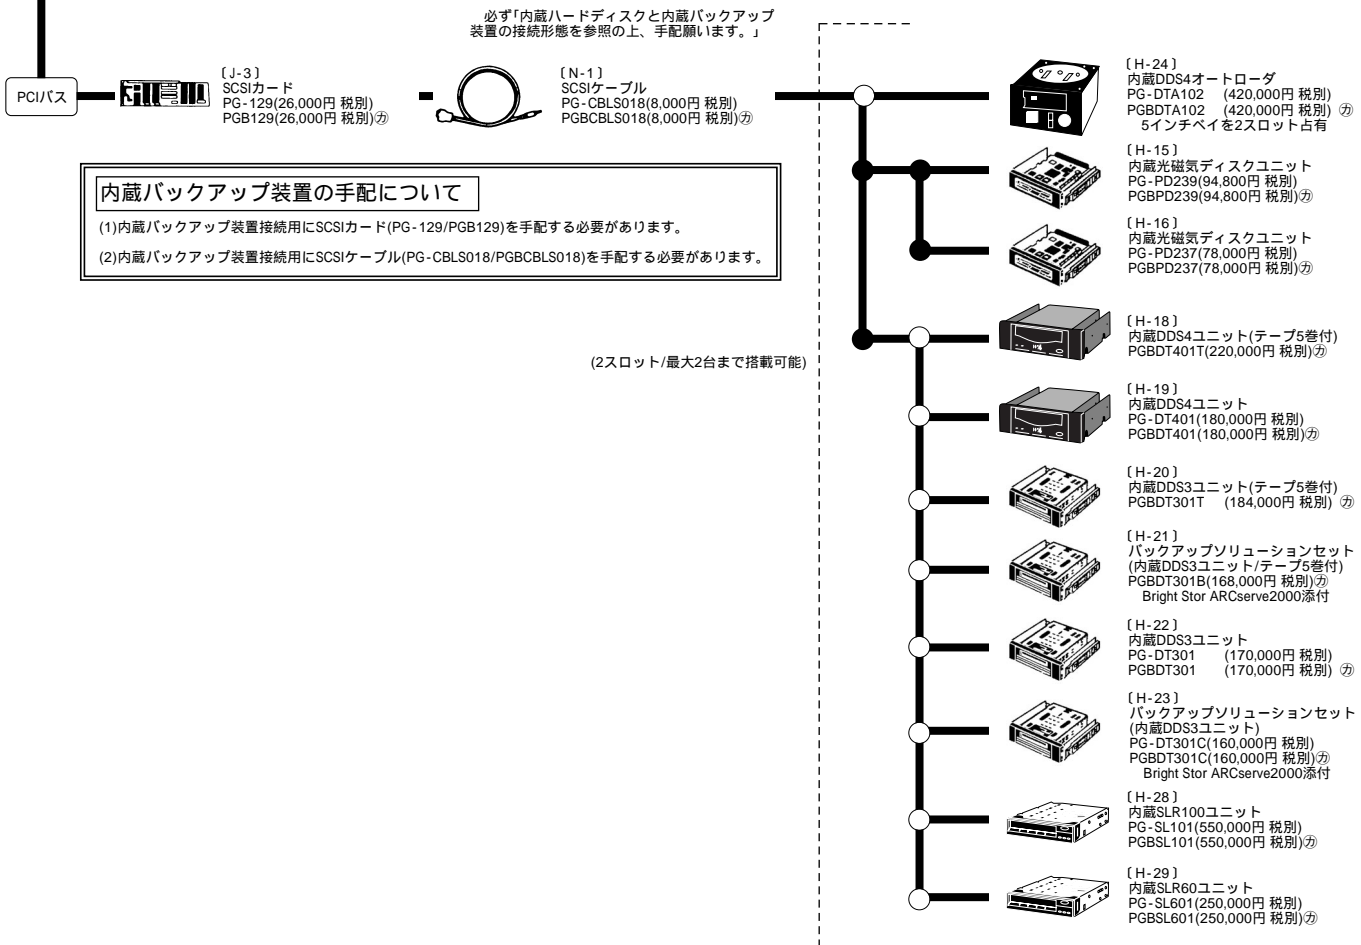 必ず「内蔵ハードディスクと内蔵バックアップ
装置の接続形態を参照の上、手配願います。」
PCIバス
〔J-3〕
SCSIカード
PG-129(26,000円 税別)
PGB129(26,000円 税別)㋕
〔N-1〕
SCSIケーブル
PG-CBLS018(8,000円 税別)
PGBCBLS018(8,000円 税別)㋕
内蔵バックアップ装置の手配について
(1)内蔵バックアップ装置接続用にSCSIカード(PG-129/PGB129)を手配する必要があります。
(2)内蔵バックアップ装置接続用にSCSIケーブル(PG-CBLS018/PGBCBLS018)を手配する必要があります。
(2スロット/最大2台まで搭載可能)
〔H-24〕
内蔵DDS4オートローダ
PG-DTA102 (420,000円 税別)
PGBDTA102 (420,000円 税別) ㋕
5インチベイを2スロット占有
〔H-15〕
内蔵光磁気ディスクユニット
PG-PD239(94,800円 税別)
PGBPD239(94,800円 税別)㋕
〔H-16〕
内蔵光磁気ディスクユニット
PG-PD237(78,000円 税別)
PGBPD237(78,000円 税別)㋕
〔H-18〕
内蔵DDS4ユニット(テープ5巻付)
PGBDT401T(220,000円 税別)㋕
〔H-19〕
内蔵DDS4ユニット
PG-DT401(180,000円 税別)
PGBDT401(180,000円 税別)㋕
〔H-20〕
内蔵DDS3ユニット(テープ5巻付)
PGBDT301T (184,000円 税別) ㋕
〔H-21〕
バックアップソリューションセット
(内蔵DDS3ユニット/テープ5巻付)
PGBDT301B(168,000円 税別)㋕
Bright Stor ARCserve2000添付
〔H-22〕
内蔵DDS3ユニット
PG-DT301 (170,000円 税別)
PGBDT301 (170,000円 税別) ㋕
〔H-23〕
バックアップソリューションセット
(内蔵DDS3ユニット)
PG-DT301C(160,000円 税別)
PGBDT301C(160,000円 税別)㋕
Bright Stor ARCserve2000添付
〔H-28〕
内蔵SLR100ユニット
PG-SL101(550,000円 税別)
PGBSL101(550,000円 税別)㋕
〔H-29〕
内蔵SLR60ユニット
PG-SL601(250,000円 税別)
PGBSL601(250,000円 税別)㋕